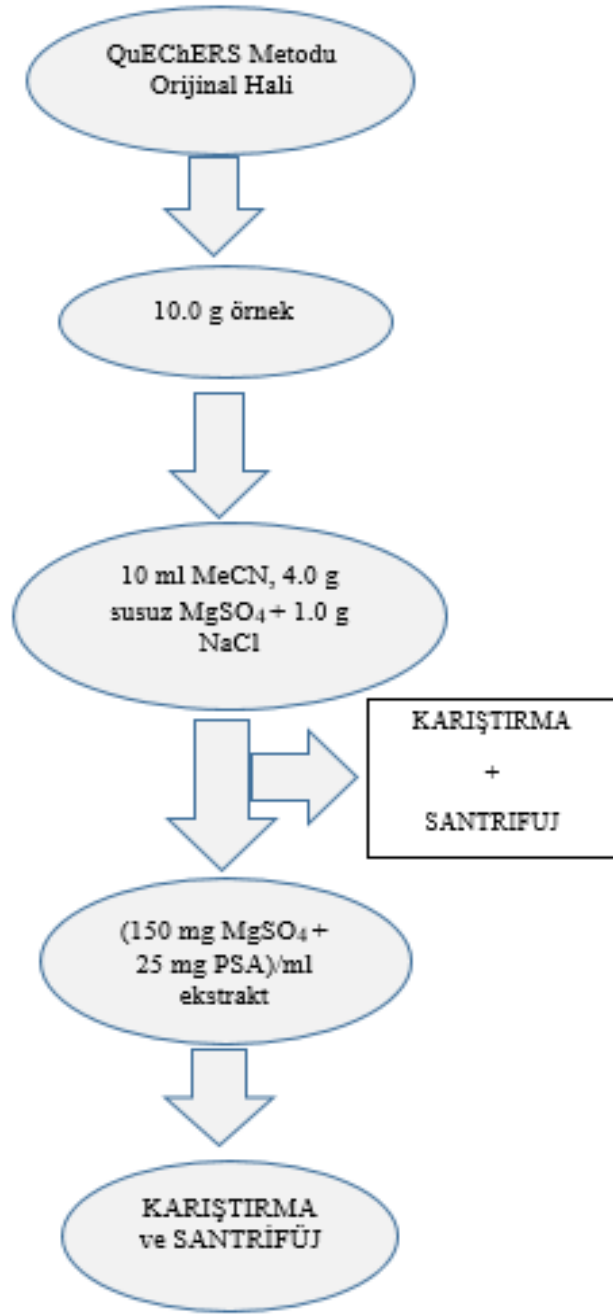 QuEChERS Metodu
Orijinal Hali
10.0 g örnek
10 ml MeCN, 4.0 g
susuz MgSO₄ + 1.0 g
NaCl
KARIŞTIRMA
+
SANTRIFUJ
(150 mg MgSO₄ +
25 mg PSA)/ml
ekstrakt
KARIŞTIRMA
ve SANTRİFÜJ